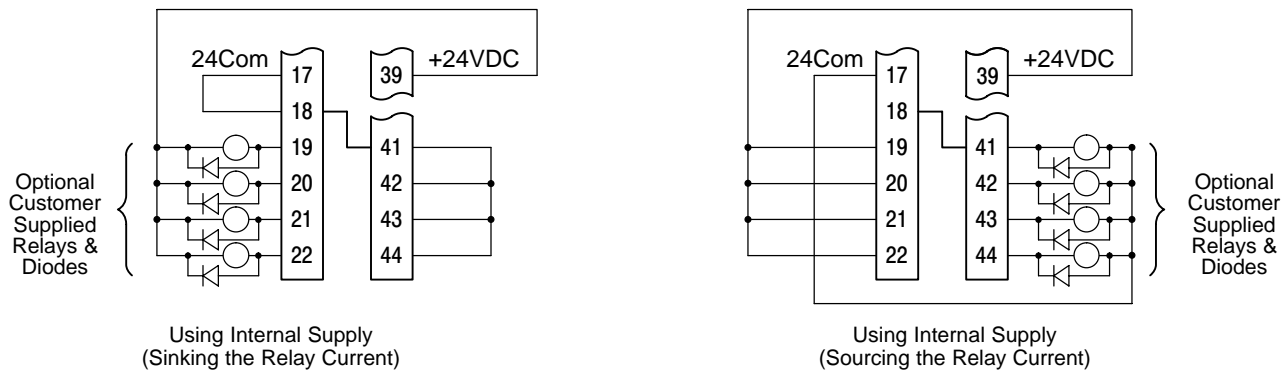 24Com
17
39
+24VDC
18
19
41
20
42
21
43
22
44
Optional
Customer
Supplied
Relays &
Diodes
Using Internal Supply
(Sinking the Relay Current)
24Com
17
39
+24VDC
18
19
41
20
42
21
43
22
44
Optional
Customer
Supplied
Relays &
Diodes
Using Internal Supply
(Sourcing the Relay Current)